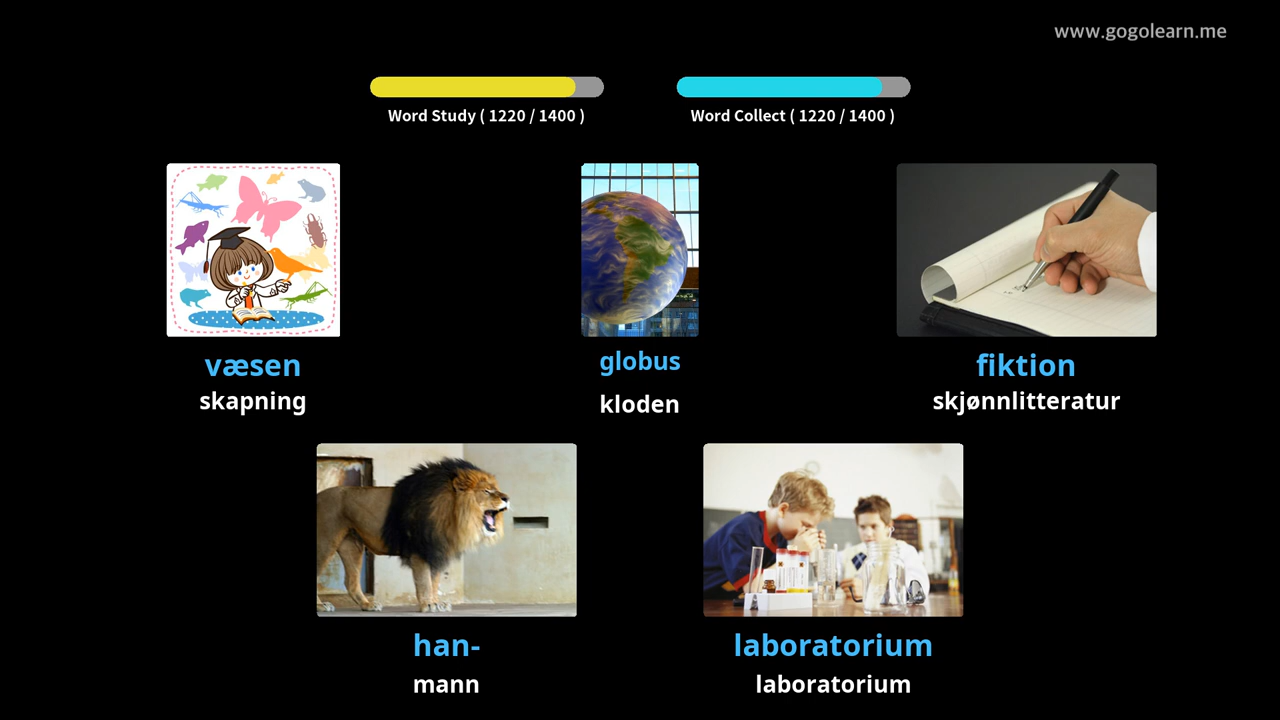 www.gogolearn.me
Word Study ( 1220 / 1400 )
Word Collect ( 1220 / 1400 )
væsen
skapning
globus
kloden
fiktion
skjønnlitteratur
han-
mann
laboratorium
laboratorium